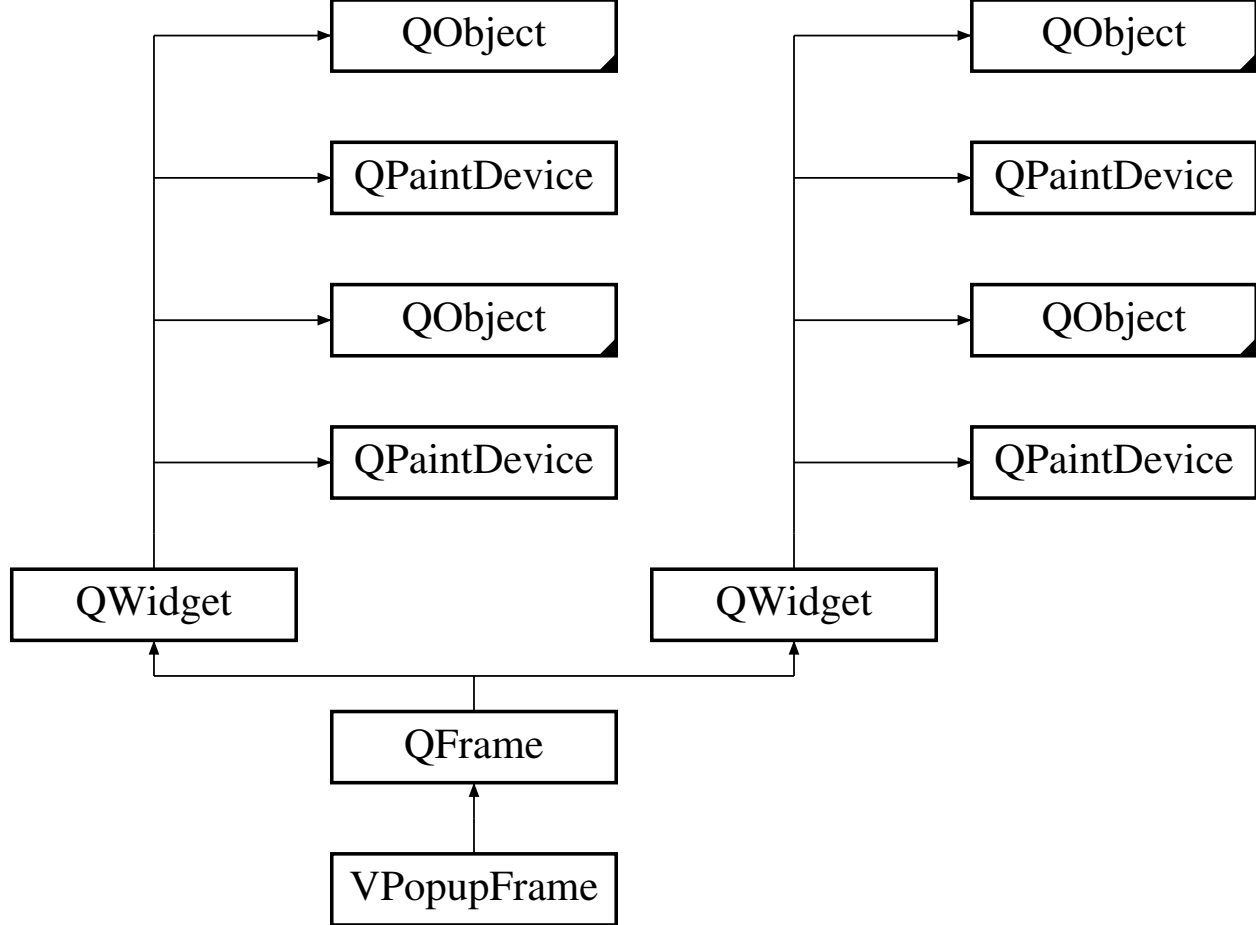 QObject
QObject
QPaintDevice
QPaintDevice
QObject
QObject
QPaintDevice
QPaintDevice
QWidget
QWidget
QFrame
VPopupFrame